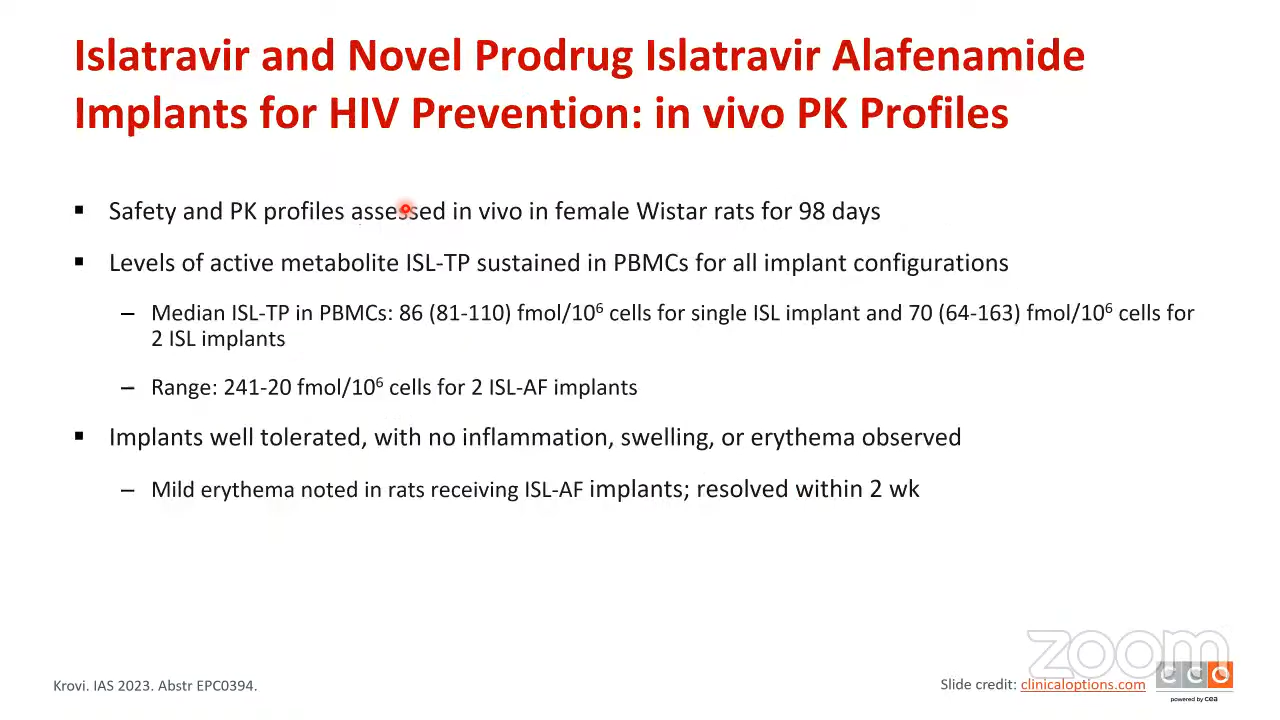 Islatravir and Novel Prodrug Islatravir Alafenamide
Implants for HIV Prevention: in vivo PK Profiles
▪ Safety and PK profiles assessed in vivo in female Wistar rats for 98 days
▪ Levels of active metabolite ISL-TP sustained in PBMCs for all implant configurations
– Median ISL-TP in PBMCs: 86 (81-110) fmol/10⁶ cells for single ISL implant and 70 (64-163) fmol/10⁶ cells for
2 ISL implants
– Range: 241-20 fmol/10⁶ cells for 2 ISL-AF implants
▪ Implants well tolerated, with no inflammation, swelling, or erythema observed
– Mild erythema noted in rats receiving ISL-AF implants; resolved within 2 wk
zoom
Krovi. IAS 2023. Abstr EPC0394.
Slide credit: clinicaloptions.com
CCO
powered by cea